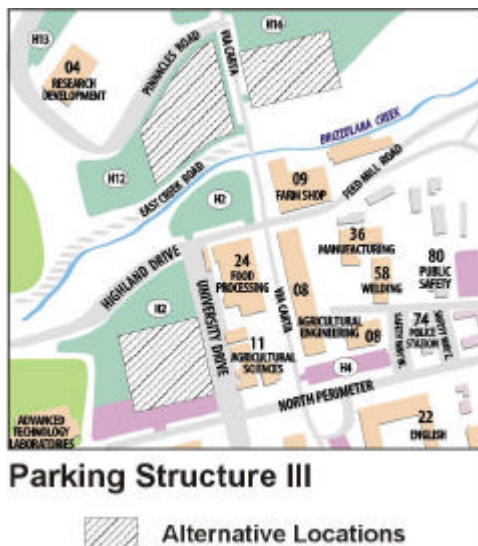 H16
H13
04
RESEARCH
DEVELOPMENT
PINNACLES ROAD
VIA CARTA
BRIZZIOLARA CREEK
EAST CREEK ROAD
H12
09
FARM SHOP
FEED MILL ROAD
H2
36
MANUFACTURING
24
FOOD
PROCESSING
80
PUBLIC
SAFETY
58
WELDING
HIGHLAND DRIVE
UNIVERSITY DRIVE
VIA CARTA
08
AGRICULTURAL
ENGINEERING
08
H2
74
POLICE
STATION
11
AGRICULTURAL
SCIENCES
H4
NORTH PERIMETER
ADVANCED
TECHNOLOGY
LABORATORIES
22
ENGLISH
Parking Structure III
Alternative Locations